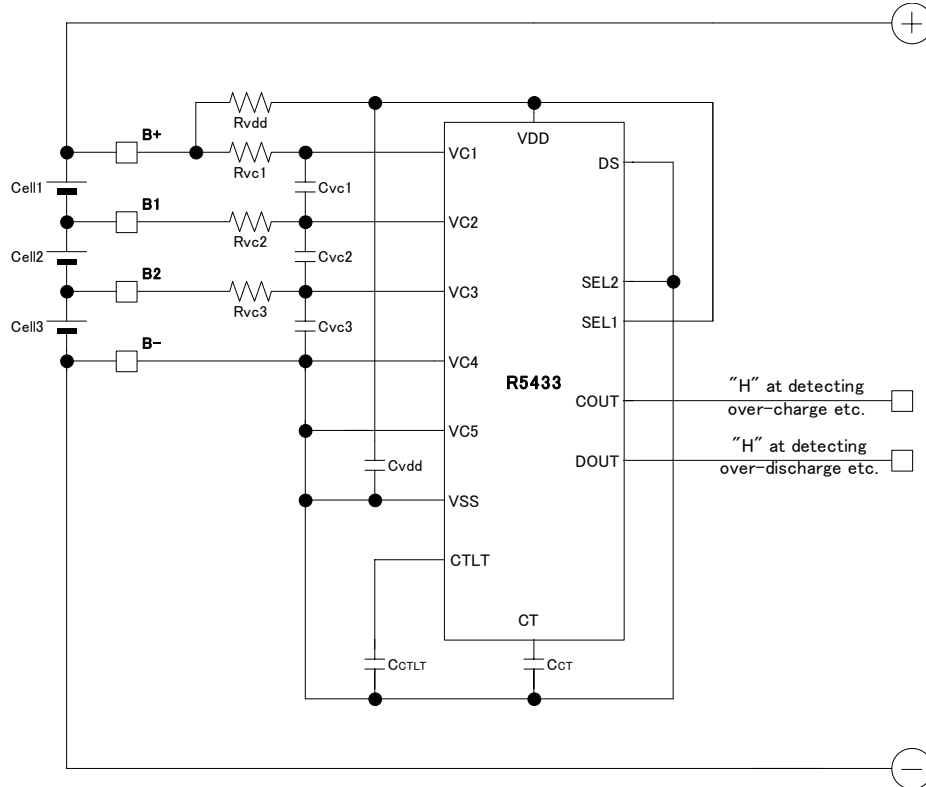 +
Rvdd
B+
VDD
Rvc1
VC1
DS
Cell1
Cvc1
B1
VC2
Rvc2
Cell2
Cvc2
B2
VC3
SEL2
Rvc3
Cell3
Cvc3
SEL1
B-
VC4
R5433
"H" at detecting
over-charge etc.
COUT
VC5
"H" at detecting
over-discharge etc.
DOUT
Cvdd
VSS
CTLT
CT
CCTLT
CCT
−